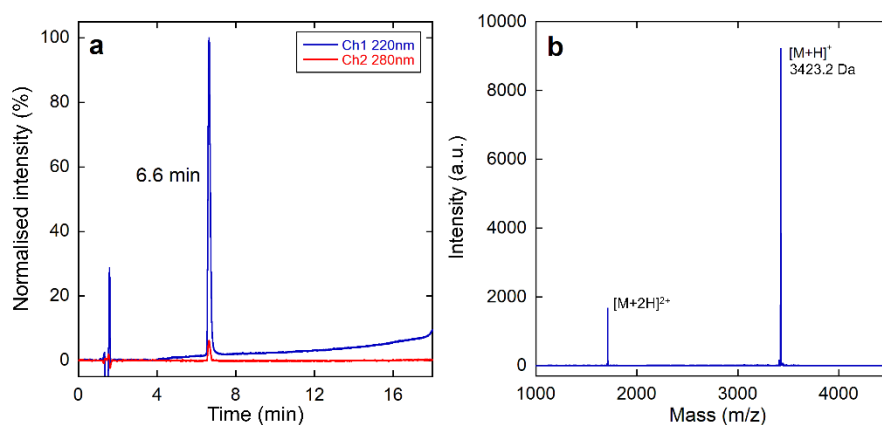 a
Ch1 220nm
Ch2 280nm
6.6 min
Normalised intensity (%)
100
80
60
40
20
0
0
4
8
12
16
Time (min)
b
[M+H]⁺
3423.2 Da
[M+2H]²⁺
Intensity (a.u.)
10000
8000
6000
4000
2000
0
1000
2000
3000
4000
Mass (m/z)